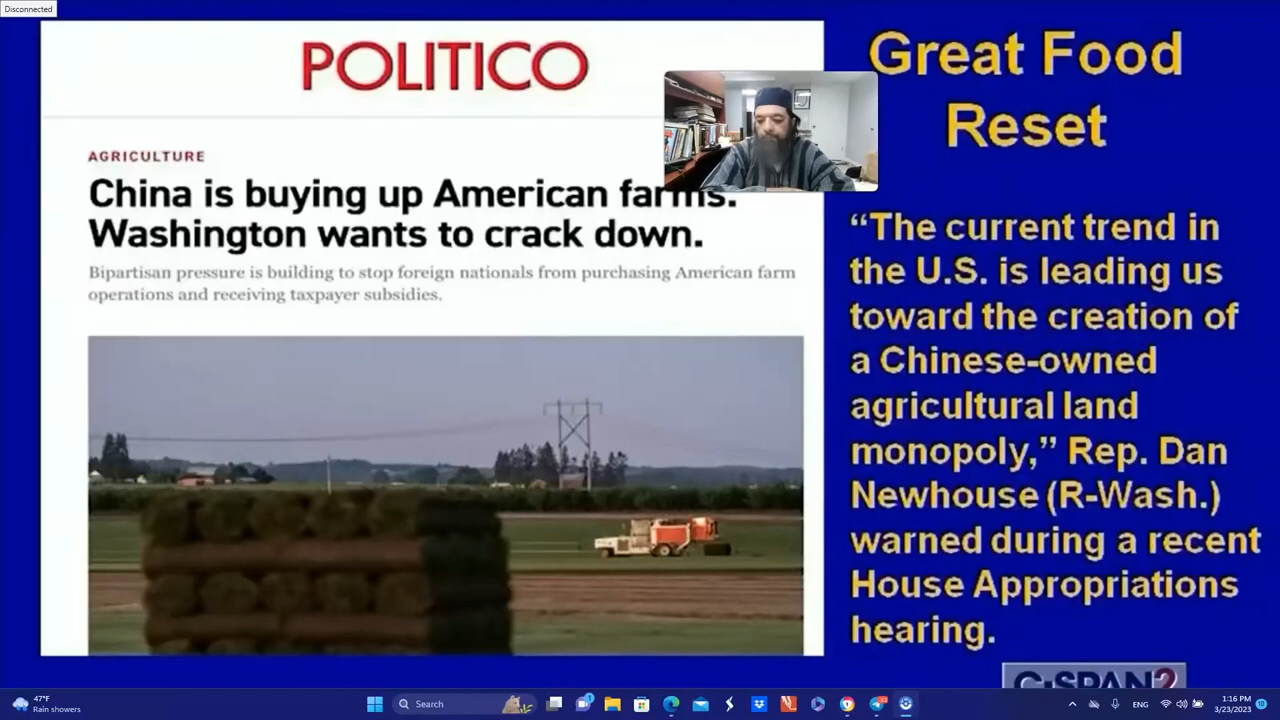 Disconnected
POLITICO
Great Food
Reset
AGRICULTURE
China is buying up American farms.
Washington wants to crack down.
Bipartisan pressure is building to stop foreign nationals from purchasing American farm
operations and receiving taxpayer subsidies.
“The current trend in
the U.S. is leading us
toward the creation of
a Chinese-owned
agricultural land
monopoly,” Rep. Dan
Newhouse (R-Wash.)
warned during a recent
House Appropriations
hearing.
C-SPAN2
47°F
Rain showers
Search
ENG
1:16 PM
3/23/2023